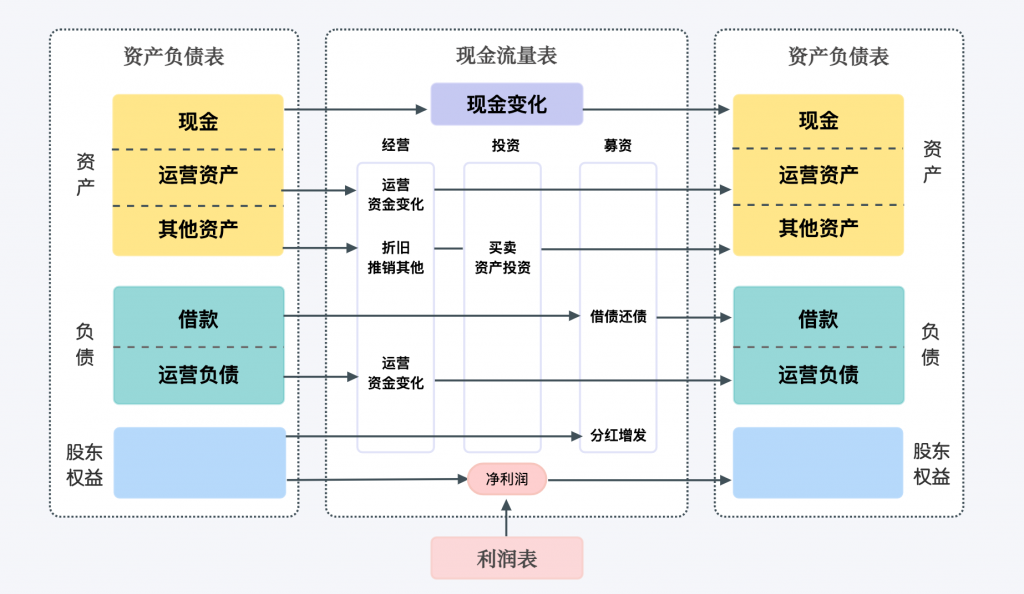 资产负债表
资
产
现金
运营资产
其他资产
负
债
借款
运营负债
股东
权益
现金流量表
现金变化
经营
投资
募资
运营
资金变化
折旧
推销其他
买卖
资产投资
借债还债
运营
资金变化
分红增发
净利润
利润表
资产负债表
现金
运营资产
其他资产
资
产
借款
运营负债
负
债
股东
权益